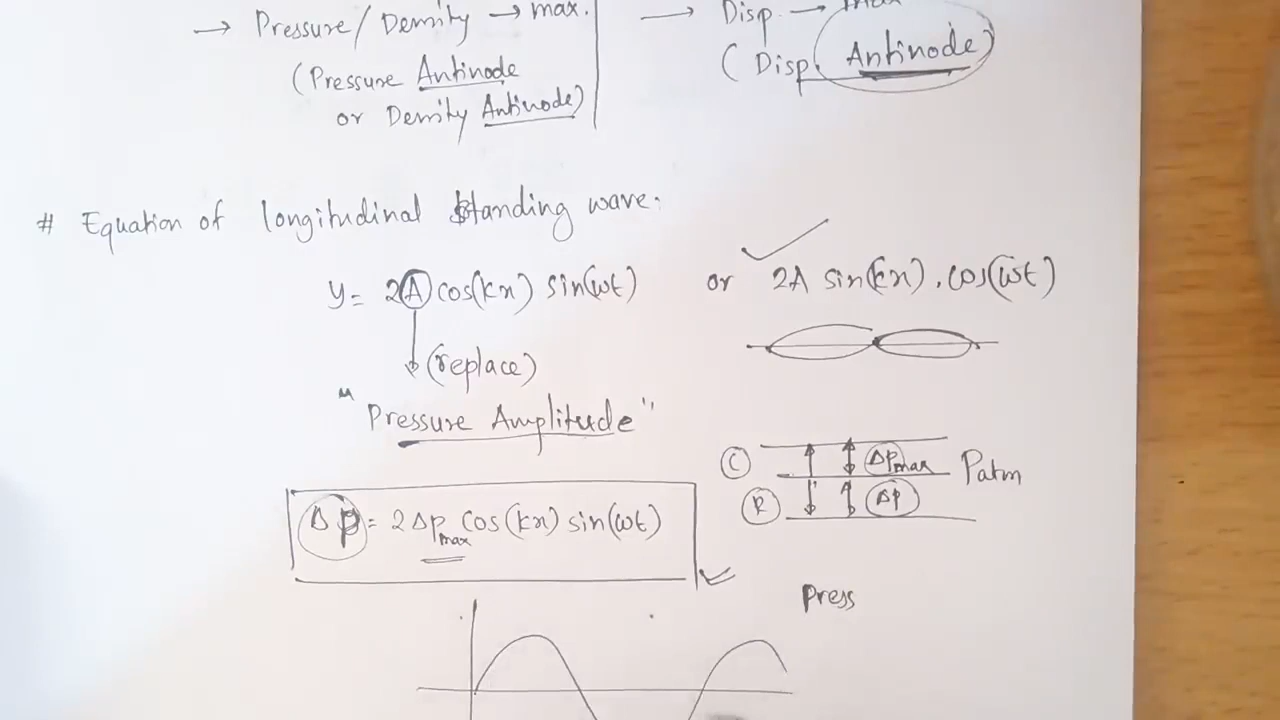 → Pressure / Density → max.
(Pressure Antinode
or Density Antinode)
→ Disp. → max
(Disp. Antinode)
# Equation of longitudinal standing wave.
y = 2A cos(kx) sin(ωt) or 2A sin(kx) . cos(ωt)
(replace)
"Pressure Amplitude"
C ΔPmax Patm
R ΔP
Δp = 2Δpmax cos(kx) sin(ωt)
Press